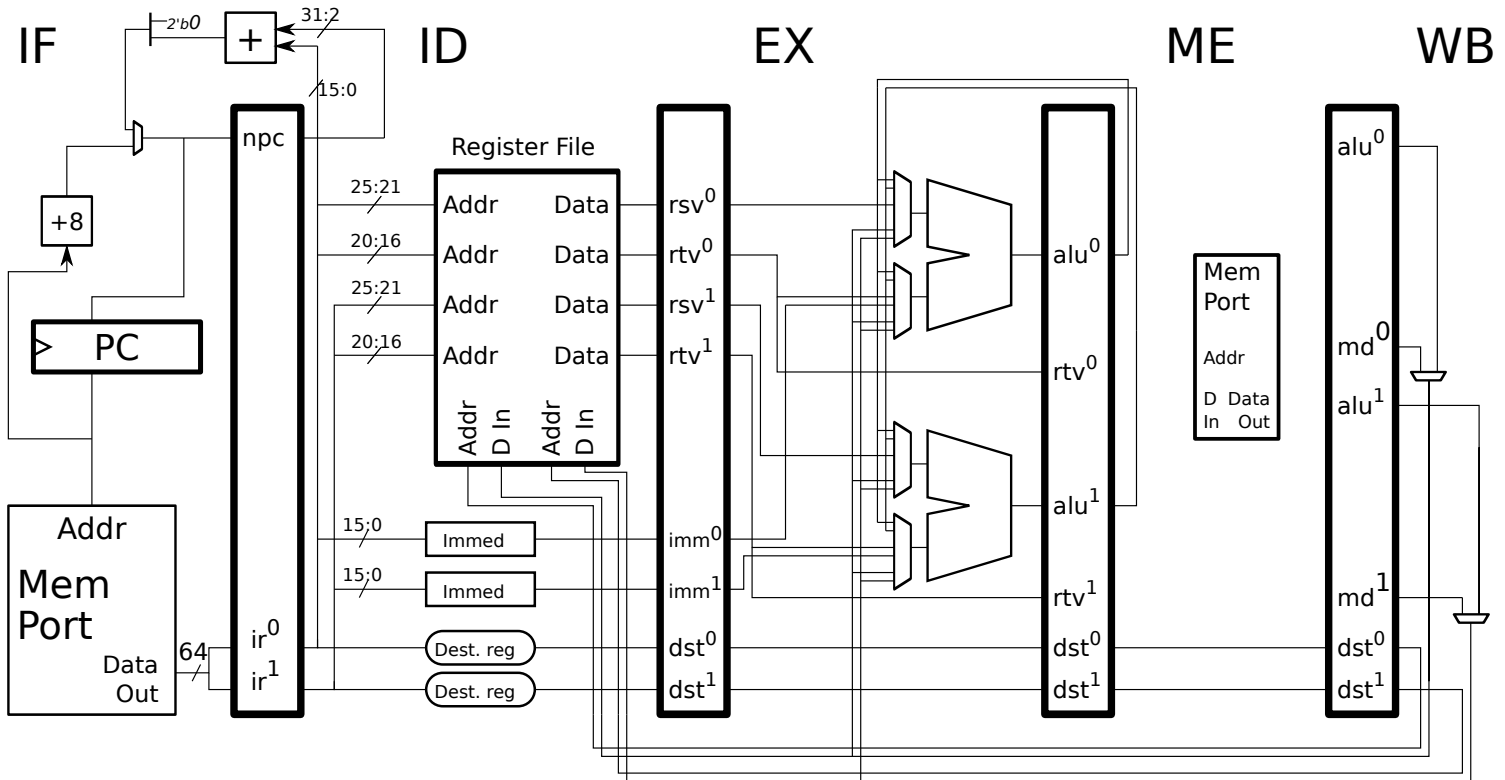 IF
ID
EX
ME
WB
2'b0
+
31:2
15:0
npc
+8
PC
Addr
Mem
Port
Data
Out
64
ir0
ir1
Register File
25:21
Addr
Data
20:16
Addr
Data
25:21
Addr
Data
20:16
Addr
Data
Addr
D In
Addr
D In
15;0
Immed
15;0
Immed
Dest. reg
Dest. reg
rsv0
rtv0
rsv1
rtv1
imm0
imm1
dst0
dst1
alu0
rtv0
alu1
rtv1
dst0
dst1
Mem
Port
Addr
D Data
In Out
alu0
md0
alu1
md1
dst0
dst1